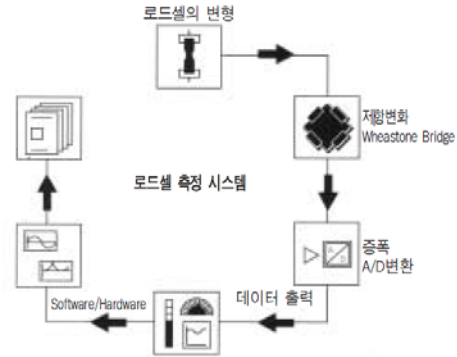 로드셀의 변형
제항변화
Wheastone Bridge
로드셀 측정 시스템
증폭
A/D변환
A
D
데이터 출력
Software/Hardware